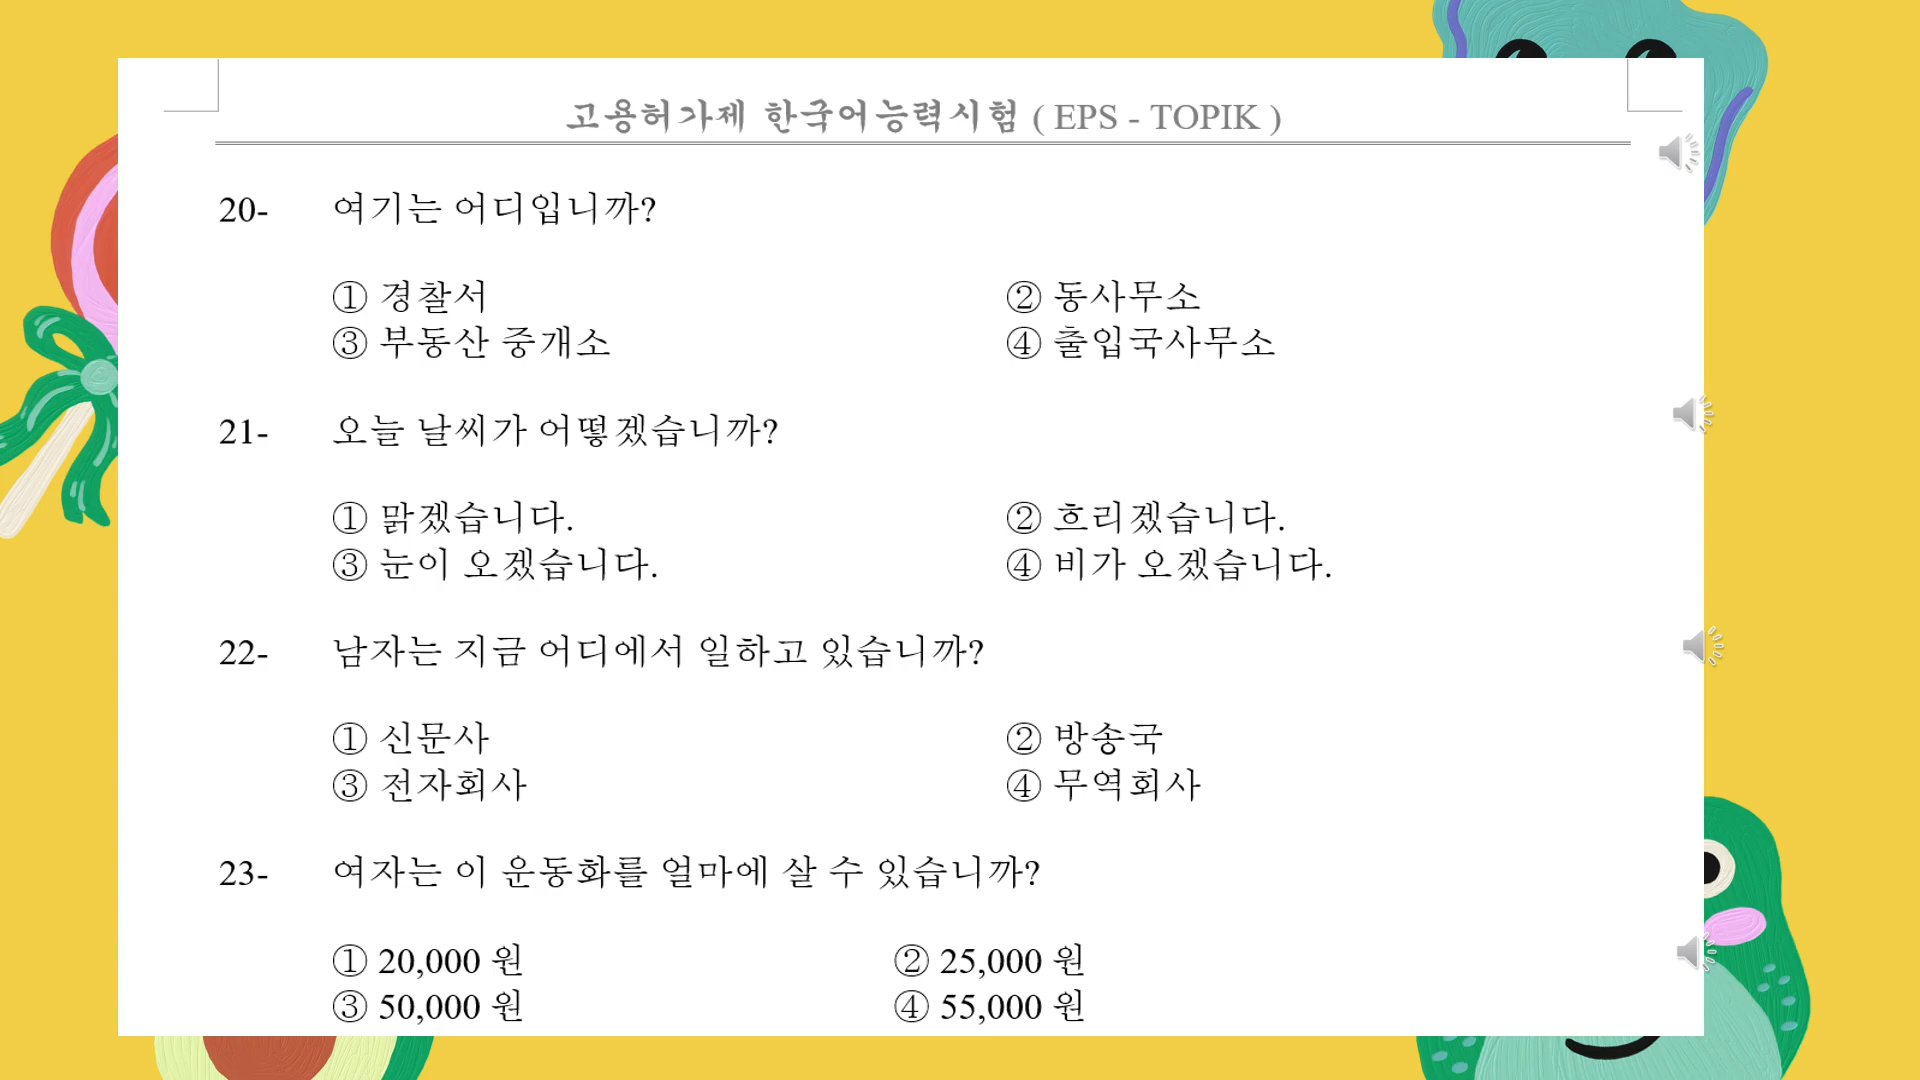 고용허가제 한국어능력시험 ( EPS - TOPIK )
20- 여기는 어디입니까?
① 경찰서 ② 동사무소
③ 부동산 중개소 ④ 출입국사무소
21- 오늘 날씨가 어떻겠습니까?
① 맑겠습니다. ② 흐리겠습니다.
③ 눈이 오겠습니다. ④ 비가 오겠습니다.
22- 남자는 지금 어디에서 일하고 있습니까?
① 신문사 ② 방송국
③ 전자회사 ④ 무역회사
23- 여자는 이 운동화를 얼마에 살 수 있습니까?
① 20,000 원 ② 25,000 원
③ 50,000 원 ④ 55,000 원